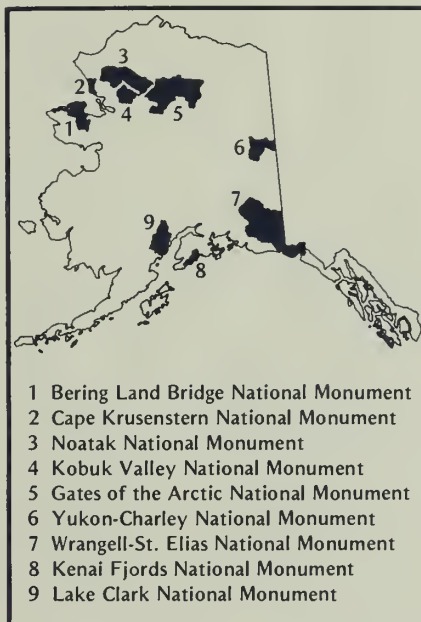 3
2
4
5
1
6
7
9
8
1 Bering Land Bridge National Monument
2 Cape Krusenstern National Monument
3 Noatak National Monument
4 Kobuk Valley National Monument
5 Gates of the Arctic National Monument
6 Yukon-Charley National Monument
7 Wrangell-St. Elias National Monument
8 Kenai Fjords National Monument
9 Lake Clark National Monument